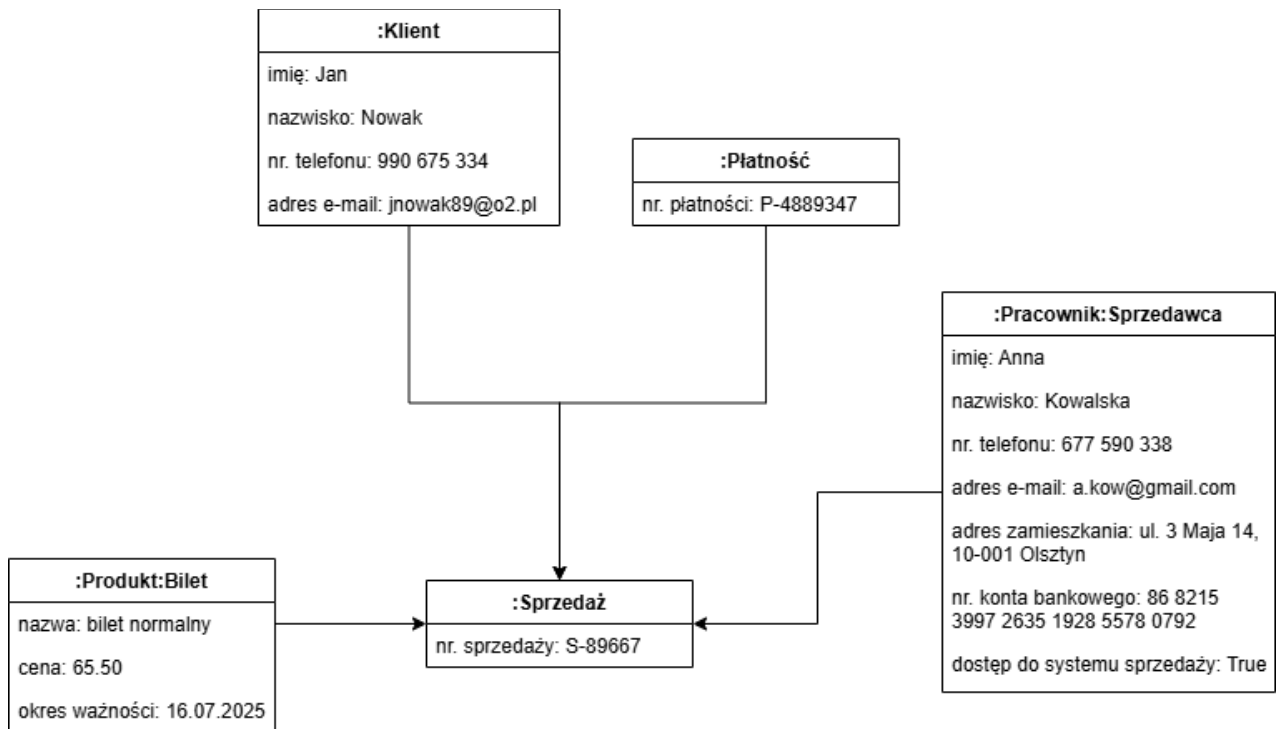 :Klient
imię: Jan
nazwisko: Nowak
nr. telefonu: 990 675 334
adres e-mail: jnowak89@o2.pl
:Płatność
nr. płatności: P-4889347
:Pracownik:Sprzedawca
imię: Anna
nazwisko: Kowalska
nr. telefonu: 677 590 338
adres e-mail: a.kow@gmail.com
adres zamieszkania: ul. 3 Maja 14,
10-001 Olsztyn
nr. konta bankowego: 86 8215
3997 2635 1928 5578 0792
dostęp do systemu sprzedaży: True
:Produkt:Bilet
nazwa: bilet normalny
cena: 65.50
okres ważności: 16.07.2025
:Sprzedaż
nr. sprzedaży: S-89667